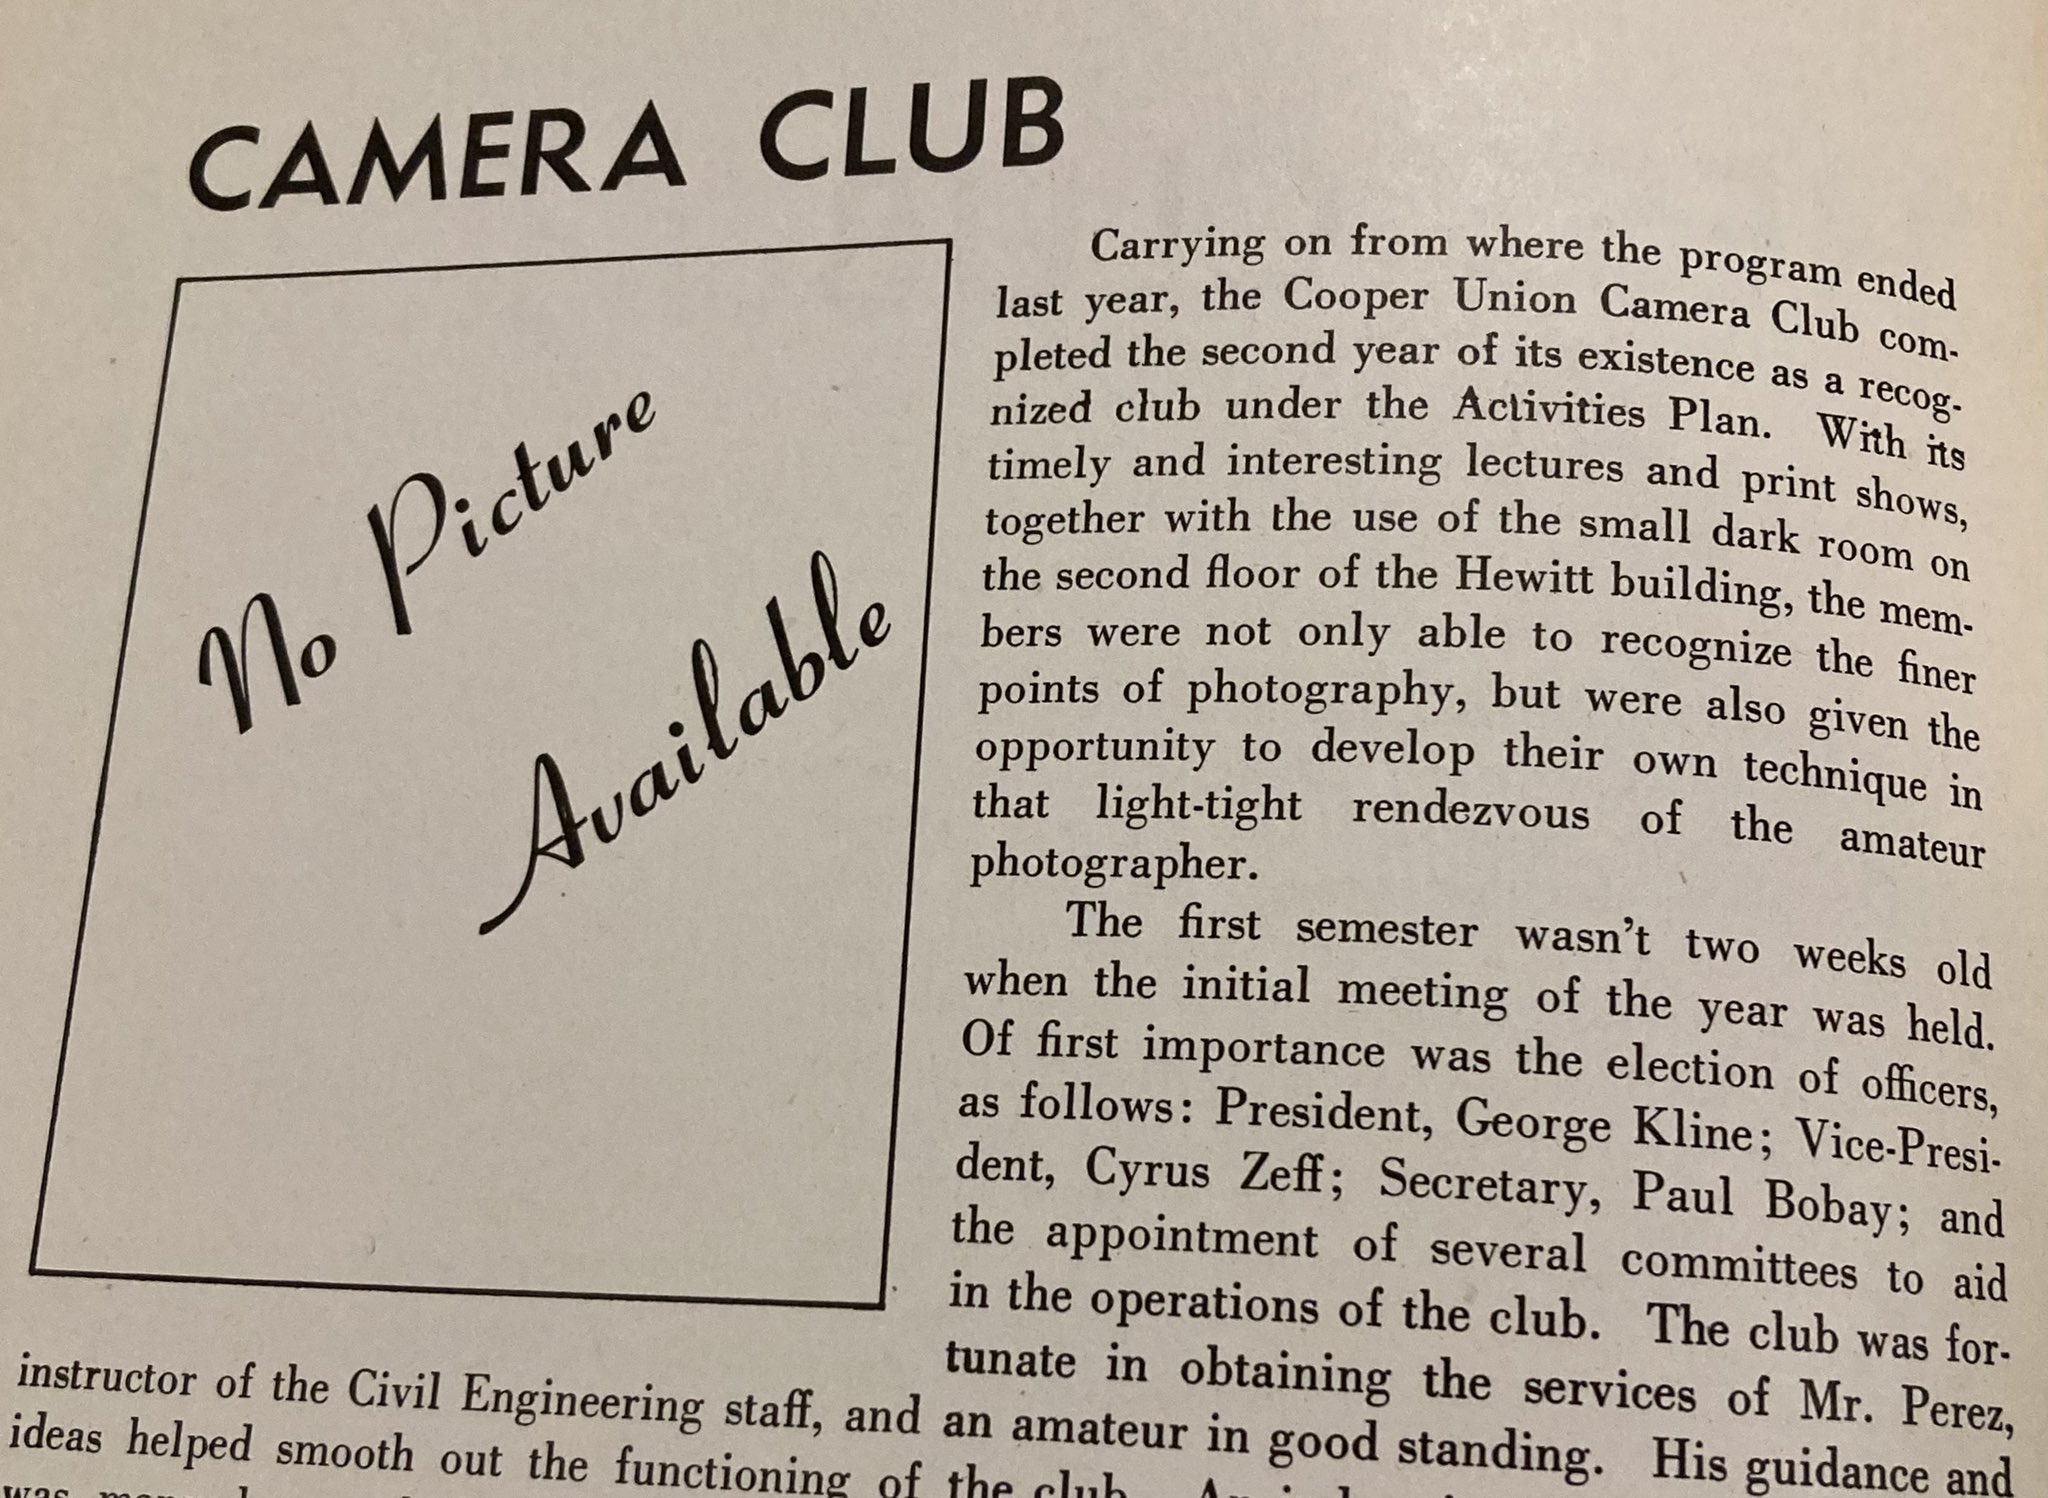 CAMERA CLUB
No Picture
Available
Carrying on from where the program ended
last year, the Cooper Union Camera Club com-
pleted the second year of its existence as a recog-
nized club under the Activities Plan. With its
timely and interesting lectures and print shows,
together with the use of the small dark room on
the second floor of the Hewitt building, the mem-
bers were not only able to recognize the finer
points of photography, but were also given the
opportunity to develop their own technique in
that light-tight rendezvous of the amateur
photographer.
The first semester wasn't two weeks old
when the initial meeting of the year was held.
Of first importance was the election of officers,
as follows: President, George Kline; Vice-Presi-
dent, Cyrus Zeff; Secretary, Paul Bobay; and
the appointment of several committees to aid
in the operations of the club. The club was for-
tunate in obtaining the services of Mr. Perez,
instructor of the Civil Engineering staff, and an amateur in good standing. His guidance and
ideas helped smooth out the functioning of the club.
was